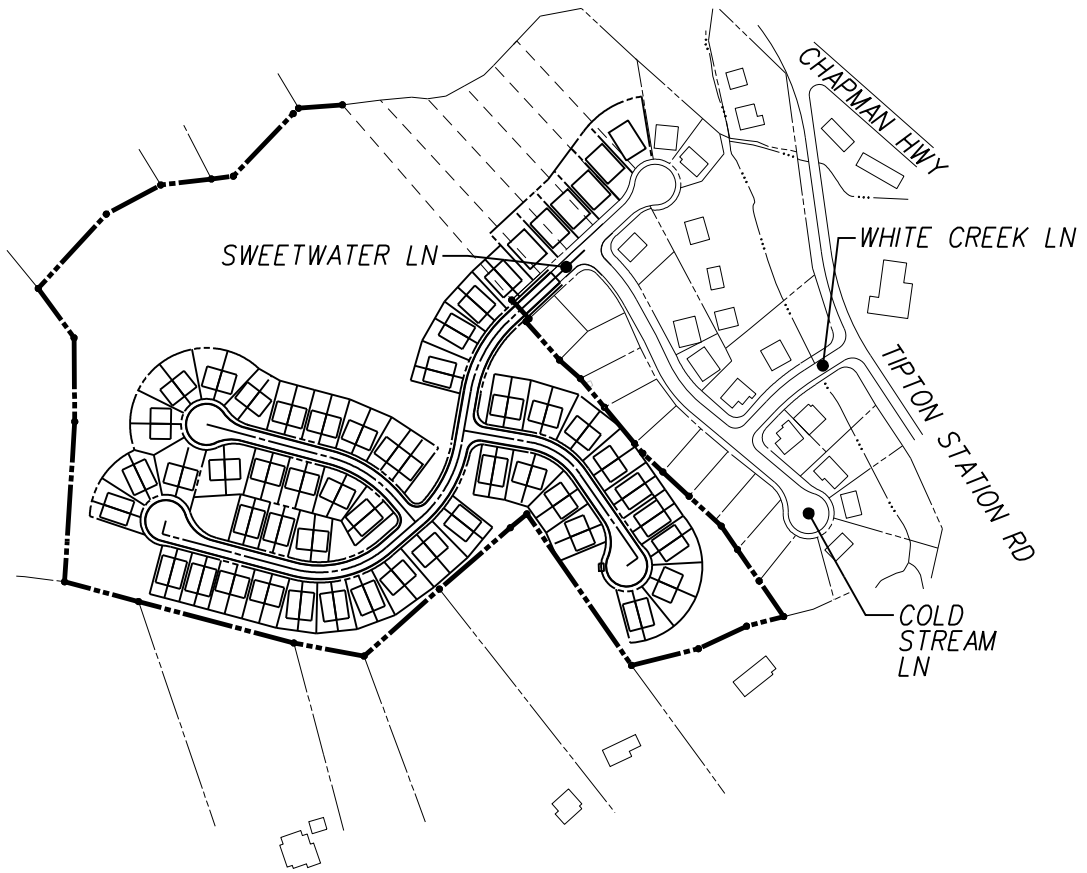 CHAPMAN HWY
SWEETWATER LN
WHITE CREEK LN
TIPTON STATION RD
COLD
STREAM
LN